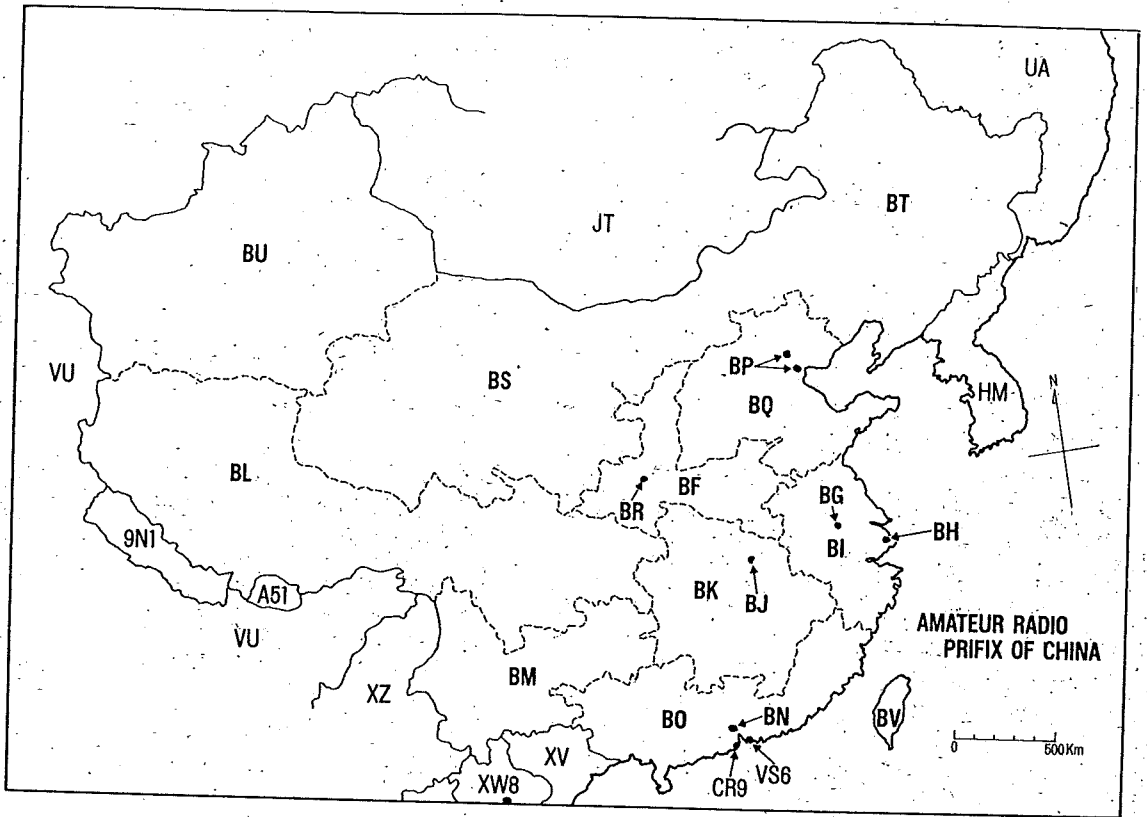 UA
BT
JT
BU
VU
BS
BP
BQ
HM
N
BL
BR
BF
BG
BH
BI
9N1
A51
BK
BJ
VU
AMATEUR RADIO
PRIFIX OF CHINA
XZ
BM
BO
BN
BV
XV
0 500Km
VS6
CR9
XW8